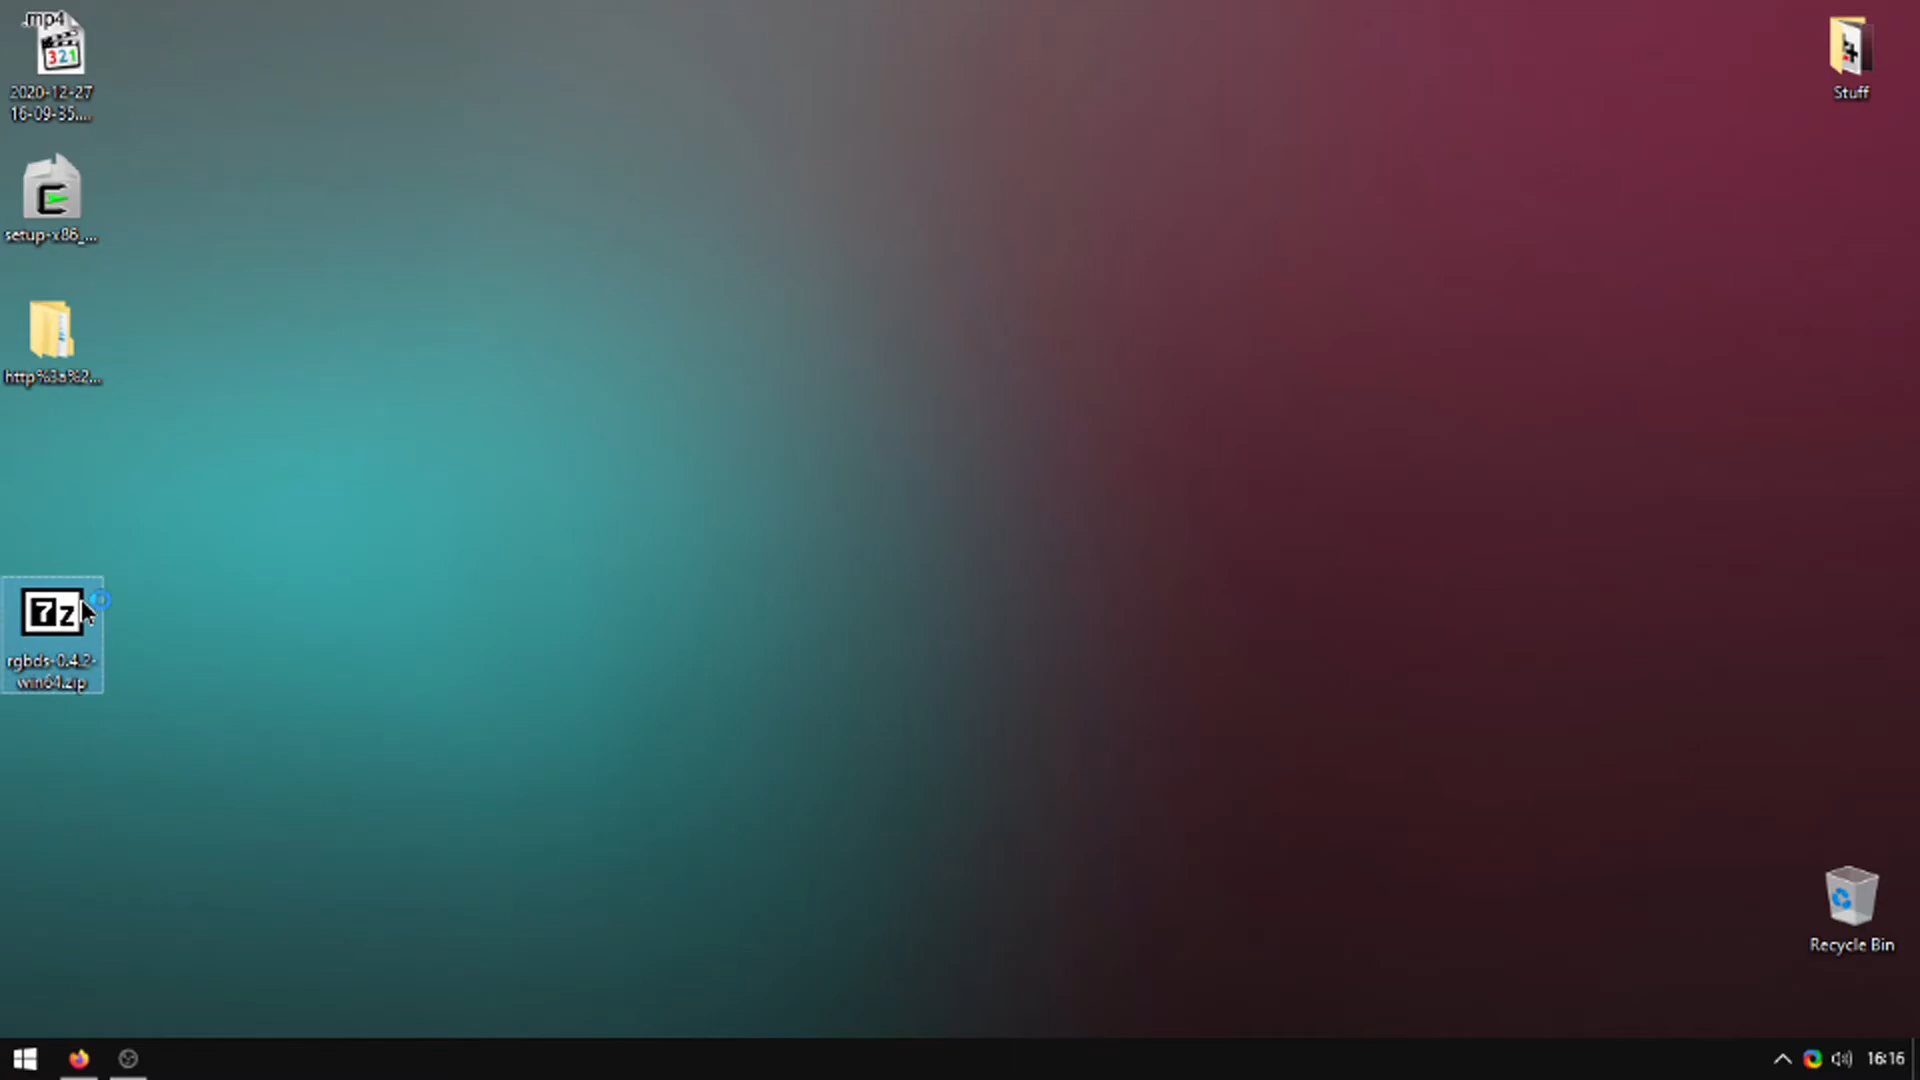 .mp4
321
2020-12-27
16-09-35....
Stuff
setup-x86_...
http%3a%2...
7z
rgbds-0.4.2-
win64.zip
Recycle Bin
16:16